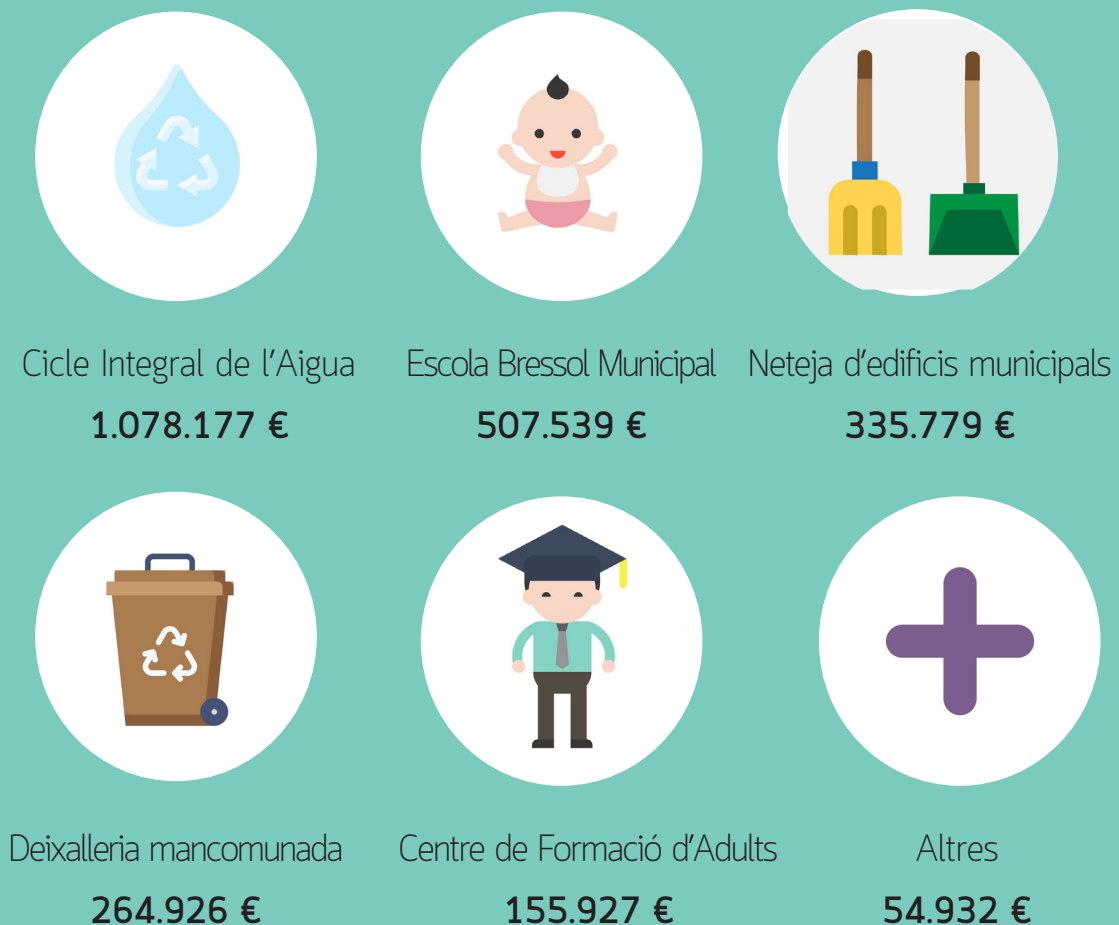 Cicle Integral de l'Aigua
1.078.177 €
Escola Bressol Municipal
507.539 €
Neteja d'edificis municipals
335.779 €
Deixalleria mancomunada
264.926 €
Centre de Formació d'Adults
155.927 €
Altres
54.932 €